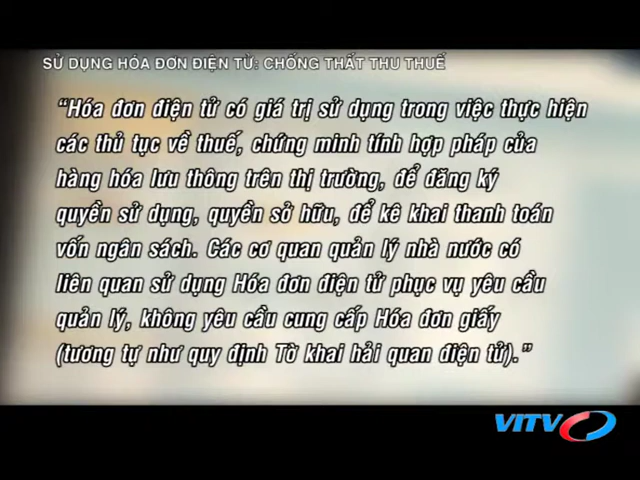 SỬ DỤNG HÓA ĐƠN ĐIỆN TỬ: CHỐNG THẤT THU THUẾ
“Hóa đơn điện tử có giá trị sử dụng trong việc thực hiện
các thủ tục về thuế, chứng minh tính hợp pháp của
hàng hóa lưu thông trên thị trường, để đăng ký
quyền sử dụng, quyền sở hữu, để kê khai thanh toán
vốn ngân sách. Các cơ quan quản lý nhà nước có
liên quan sử dụng Hóa đơn điện tử phục vụ yêu cầu
quản lý, không yêu cầu cung cấp Hóa đơn giấy
(tương tự như quy định Tờ khai hải quan điện tử).”
VITV